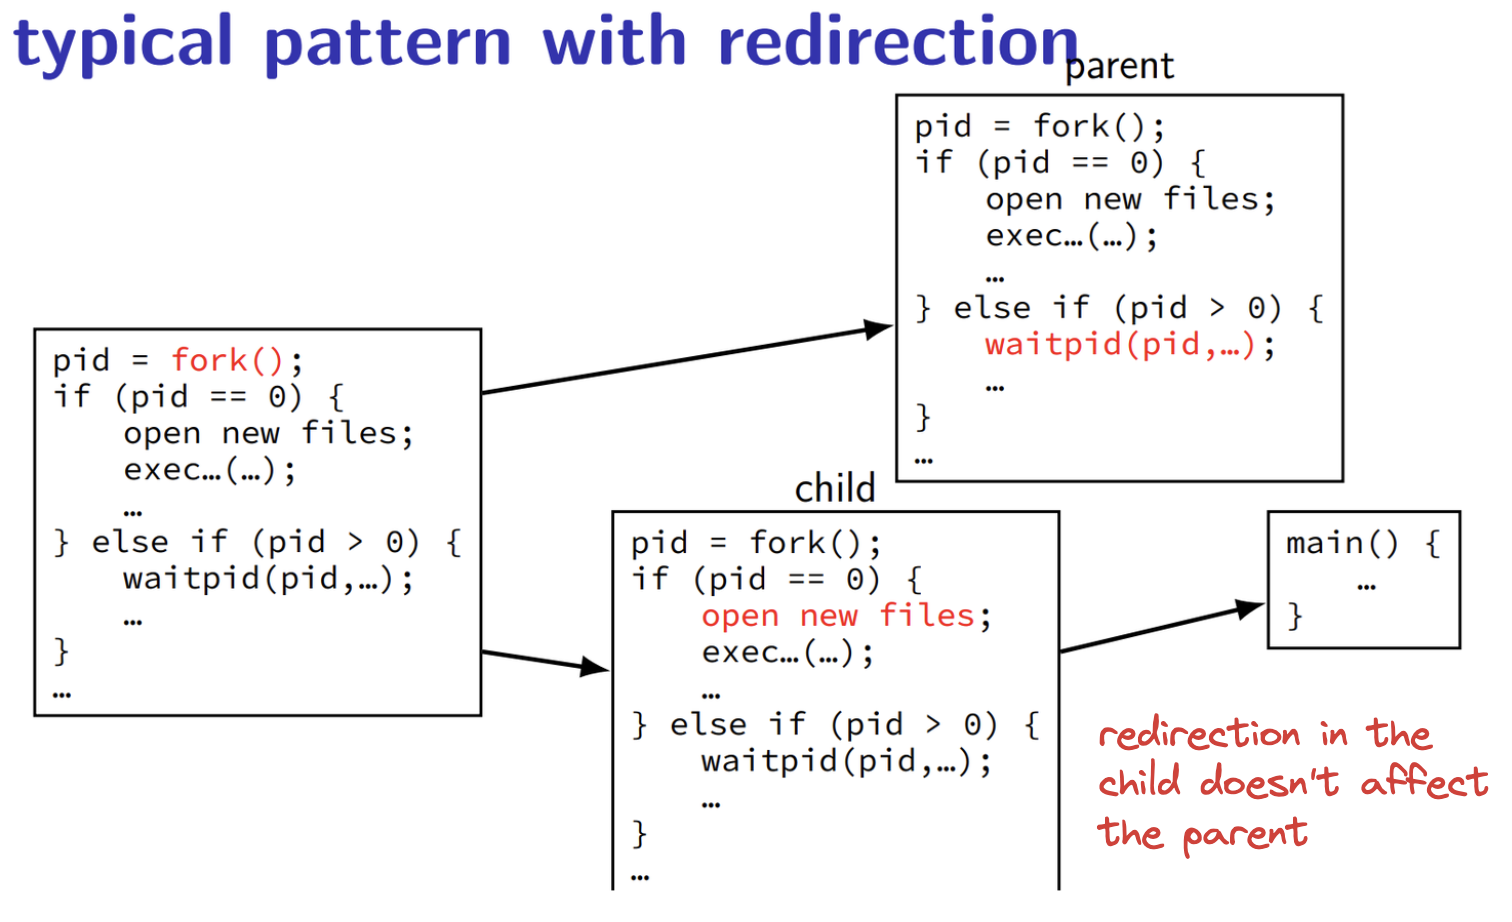 typical pattern with redirection
parent
pid = fork();
if (pid == 0) {
    open new files;
    exec…(…);
    …
} else if (pid > 0) {
    waitpid(pid,…);
    …
}
…
pid = fork();
if (pid == 0) {
    open new files;
    exec…(…);
    …
} else if (pid > 0) {
    waitpid(pid,…);
    …
}
…
child
pid = fork();
if (pid == 0) {
    open new files;
    exec…(…);
    …
} else if (pid > 0) {
    waitpid(pid,…);
    …
}
…
main() {
    …
}
redirection in the
child doesn't affect
the parent